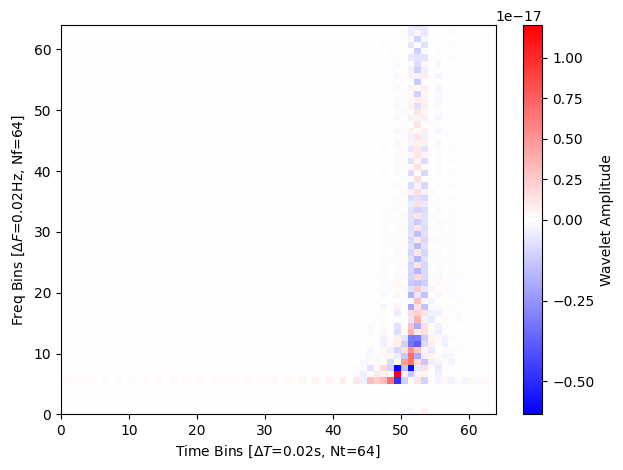 1e−17
60
50
40
30
20
10
0
Freq Bins [ΔF=0.02Hz, Nf=64]
0 10 20 30 40 50 60
Time Bins [ΔT=0.02s, Nt=64]
1.00
0.75
0.50
0.25
0.00
−0.25
−0.50
Wavelet Amplitude